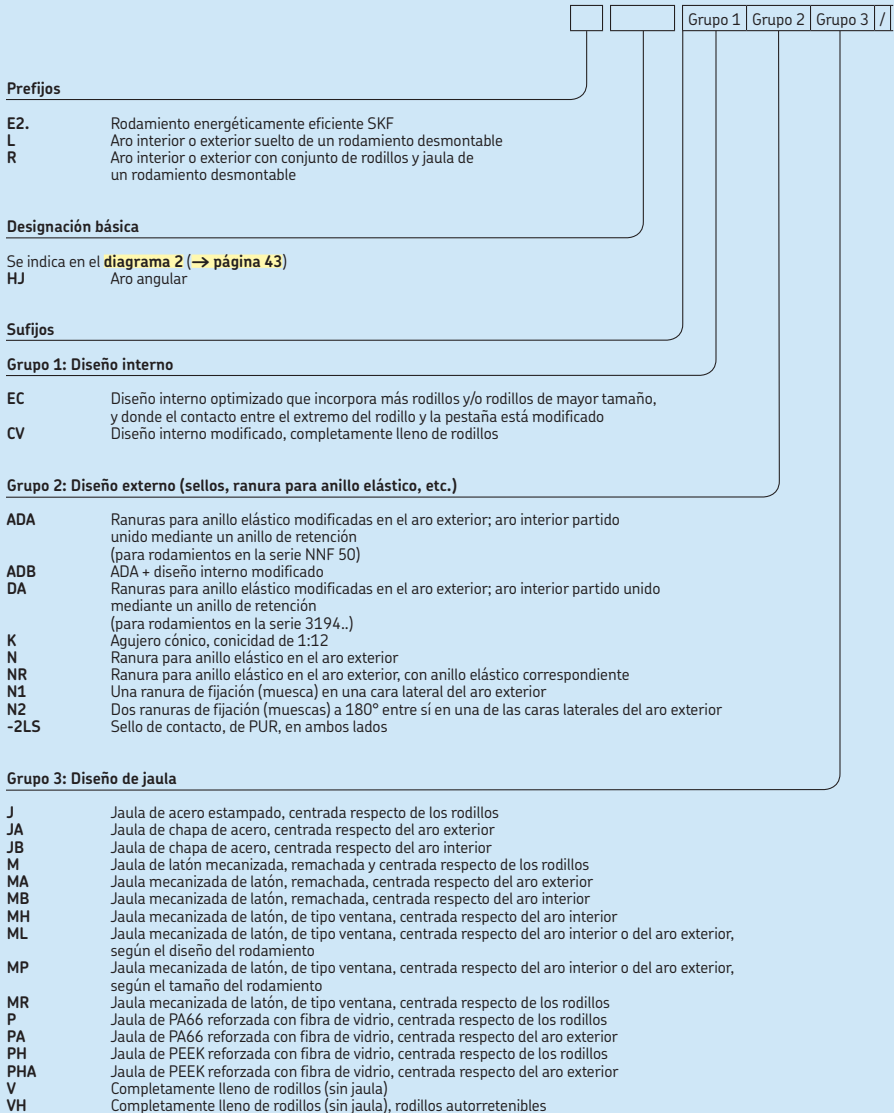 Grupo 1 Grupo 2 Grupo 3 /
Prefijos
E2. Rodamiento energéticamente eficiente SKF
L Aro interior o exterior suelto de un rodamiento desmontable
R Aro interior o exterior con conjunto de rodillos y jaula de
un rodamiento desmontable
Designación básica
Se indica en el diagrama 2 (→ página 43)
HJ Aro angular
Sufijos
Grupo 1: Diseño interno
EC Diseño interno optimizado que incorpora más rodillos y/o rodillos de mayor tamaño,
y donde el contacto entre el extremo del rodillo y la pestaña está modificado
CV Diseño interno modificado, completamente lleno de rodillos
Grupo 2: Diseño externo (sellos, ranura para anillo elástico, etc.)
ADA Ranuras para anillo elástico modificadas en el aro exterior; aro interior partido
unido mediante un anillo de retención
(para rodamientos en la serie NNF 50)
ADB ADA + diseño interno modificado
DA Ranuras para anillo elástico modificadas en el aro exterior; aro interior partido unido
mediante un anillo de retención
(para rodamientos en la serie 3194..)
K Agujero cónico, conicidad de 1:12
N Ranura para anillo elástico en el aro exterior
NR Ranura para anillo elástico en el aro exterior, con anillo elástico correspondiente
N1 Una ranura de fijación (muesca) en una cara lateral del aro exterior
N2 Dos ranuras de fijación (muescas) a 180° entre sí en una de las caras laterales del aro exterior
-2LS Sello de contacto, de PUR, en ambos lados
Grupo 3: Diseño de jaula
J Jaula de acero estampado, centrada respecto de los rodillos
JA Jaula de chapa de acero, centrada respecto del aro exterior
JB Jaula de chapa de acero, centrada respecto del aro interior
M Jaula de latón mecanizada, remachada y centrada respecto de los rodillos
MA Jaula mecanizada de latón, remachada, centrada respecto del aro exterior
MB Jaula mecanizada de latón, remachada, centrada respecto del aro interior
MH Jaula mecanizada de latón, de tipo ventana, centrada respecto del aro interior
ML Jaula mecanizada de latón, de tipo ventana, centrada respecto del aro interior o del aro exterior,
según el diseño del rodamiento
MP Jaula mecanizada de latón, de tipo ventana, centrada respecto del aro interior o del aro exterior,
según el tamaño del rodamiento
MR Jaula mecanizada de latón, de tipo ventana, centrada respecto de los rodillos
P Jaula de PA66 reforzada con fibra de vidrio, centrada respecto de los rodillos
PA Jaula de PA66 reforzada con fibra de vidrio, centrada respecto del aro exterior
PH Jaula de PEEK reforzada con fibra de vidrio, centrada respecto de los rodillos
PHA Jaula de PEEK reforzada con fibra de vidrio, centrada respecto del aro exterior
V Completamente lleno de rodillos (sin jaula)
VH Completamente lleno de rodillos (sin jaula), rodillos autorretenibles